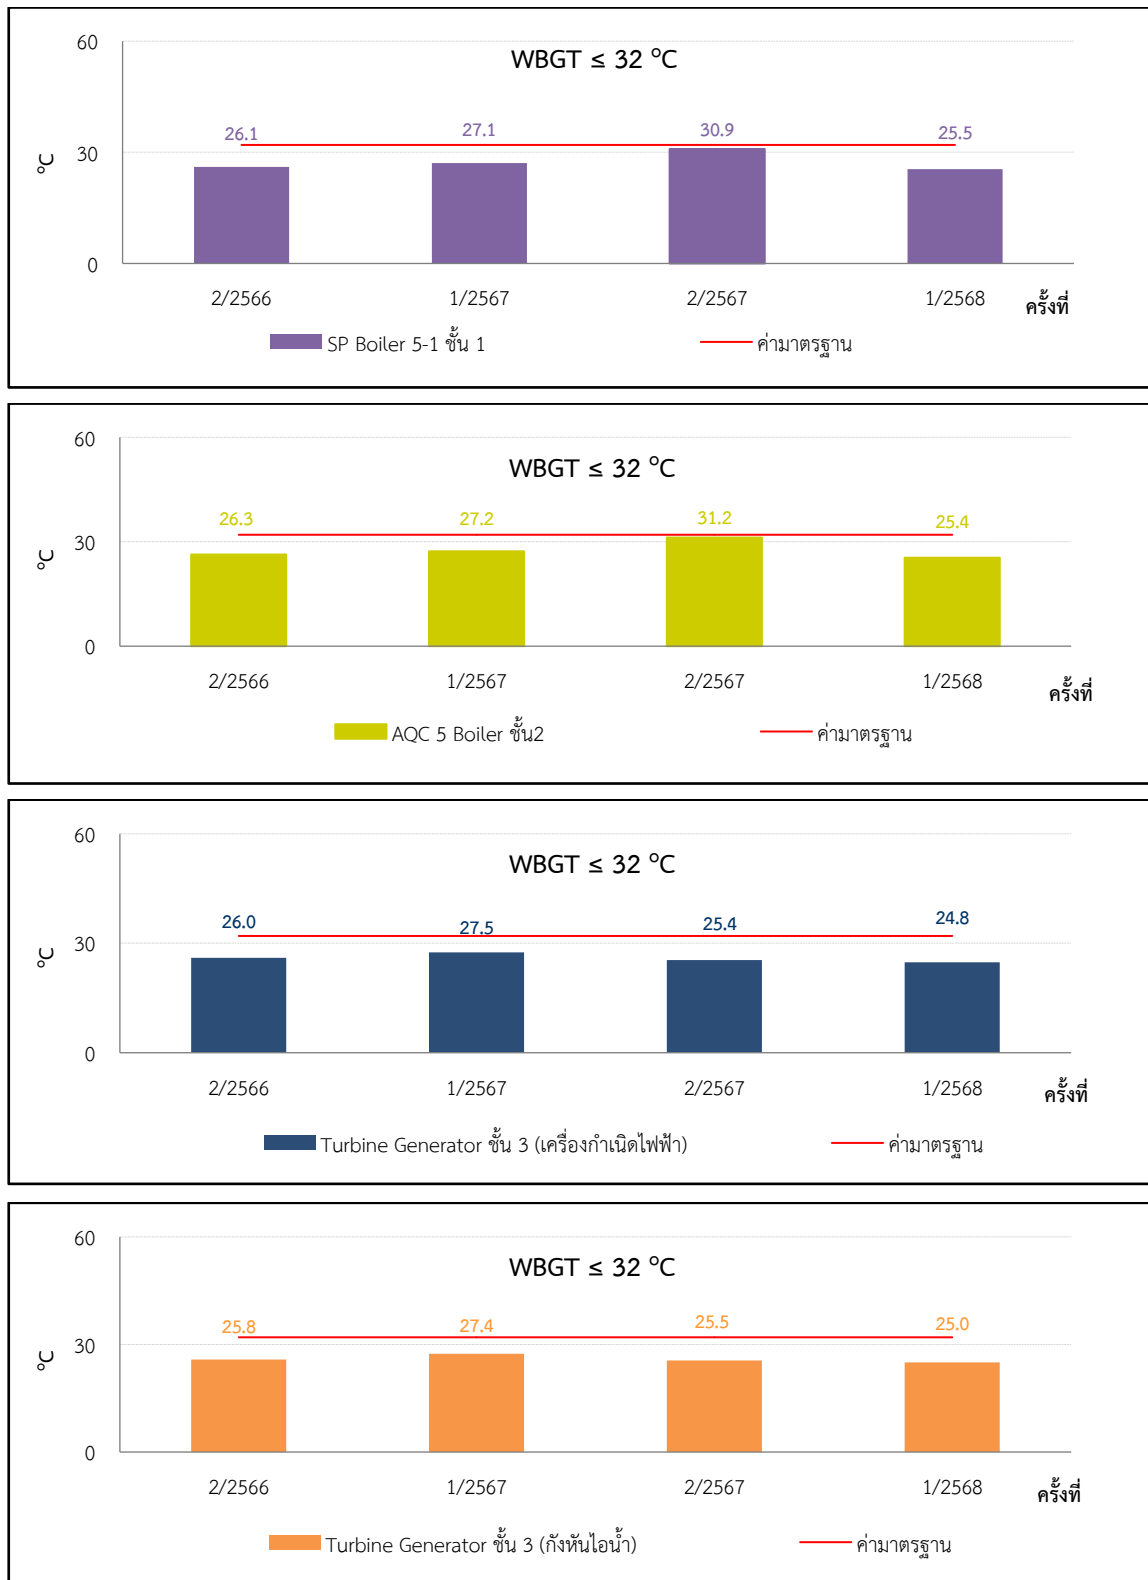 WBGT ≤ 32 °C
60
30
0
°C
26.1 27.1 30.9 25.5
2/2566 1/2567 2/2567 1/2568 ครั้งที่
SP Boiler 5-1 ชั้น 1 ค่ามาตรฐาน
WBGT ≤ 32 °C
60
30
0
°C
26.3 27.2 31.2 25.4
2/2566 1/2567 2/2567 1/2568 ครั้งที่
AQC 5 Boiler ชั้น2 ค่ามาตรฐาน
WBGT ≤ 32 °C
60
30
0
°C
26.0 27.5 25.4 24.8
2/2566 1/2567 2/2567 1/2568 ครั้งที่
Turbine Generator ชั้น 3 (เครื่องกำเนิดไฟฟ้า) ค่ามาตรฐาน
WBGT ≤ 32 °C
60
30
0
°C
25.8 27.4 25.5 25.0
2/2566 1/2567 2/2567 1/2568 ครั้งที่
Turbine Generator ชั้น 3 (กังหันไอน้ำ) ค่ามาตรฐาน